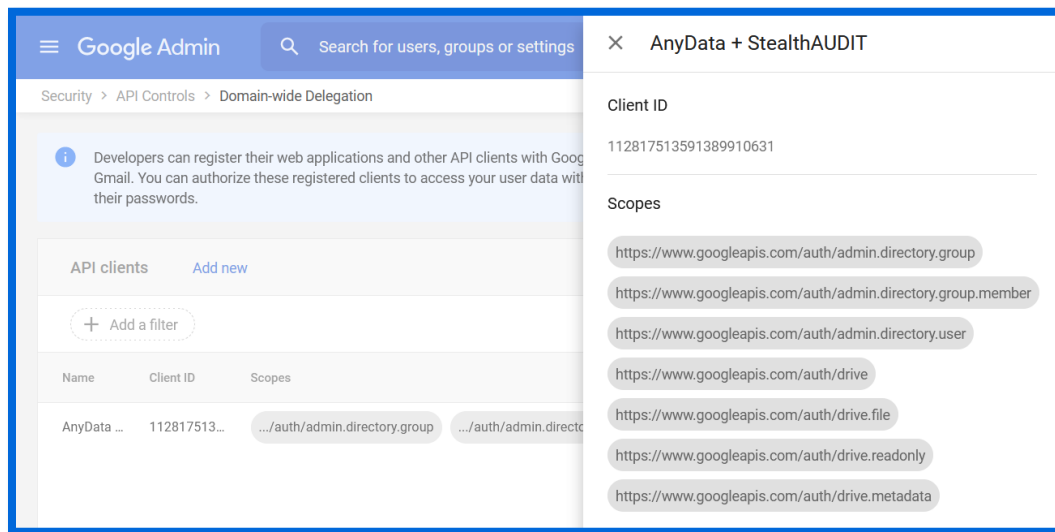 Google Admin
Search for users, groups or settings
Security > API Controls > Domain-wide Delegation
Developers can register their web applications and other API clients with Goog
Gmail. You can authorize these registered clients to access your user data with
their passwords.
API clients
Add new
+ Add a filter
Name
Client ID
Scopes
AnyData ...
112817513...
.../auth/admin.directory.group
.../auth/admin.directo
AnyData + StealthAUDIT
Client ID
112817513591389910631
Scopes
https://www.googleapis.com/auth/admin.directory.group
https://www.googleapis.com/auth/admin.directory.group.member
https://www.googleapis.com/auth/admin.directory.user
https://www.googleapis.com/auth/drive
https://www.googleapis.com/auth/drive.file
https://www.googleapis.com/auth/drive.readonly
https://www.googleapis.com/auth/drive.metadata